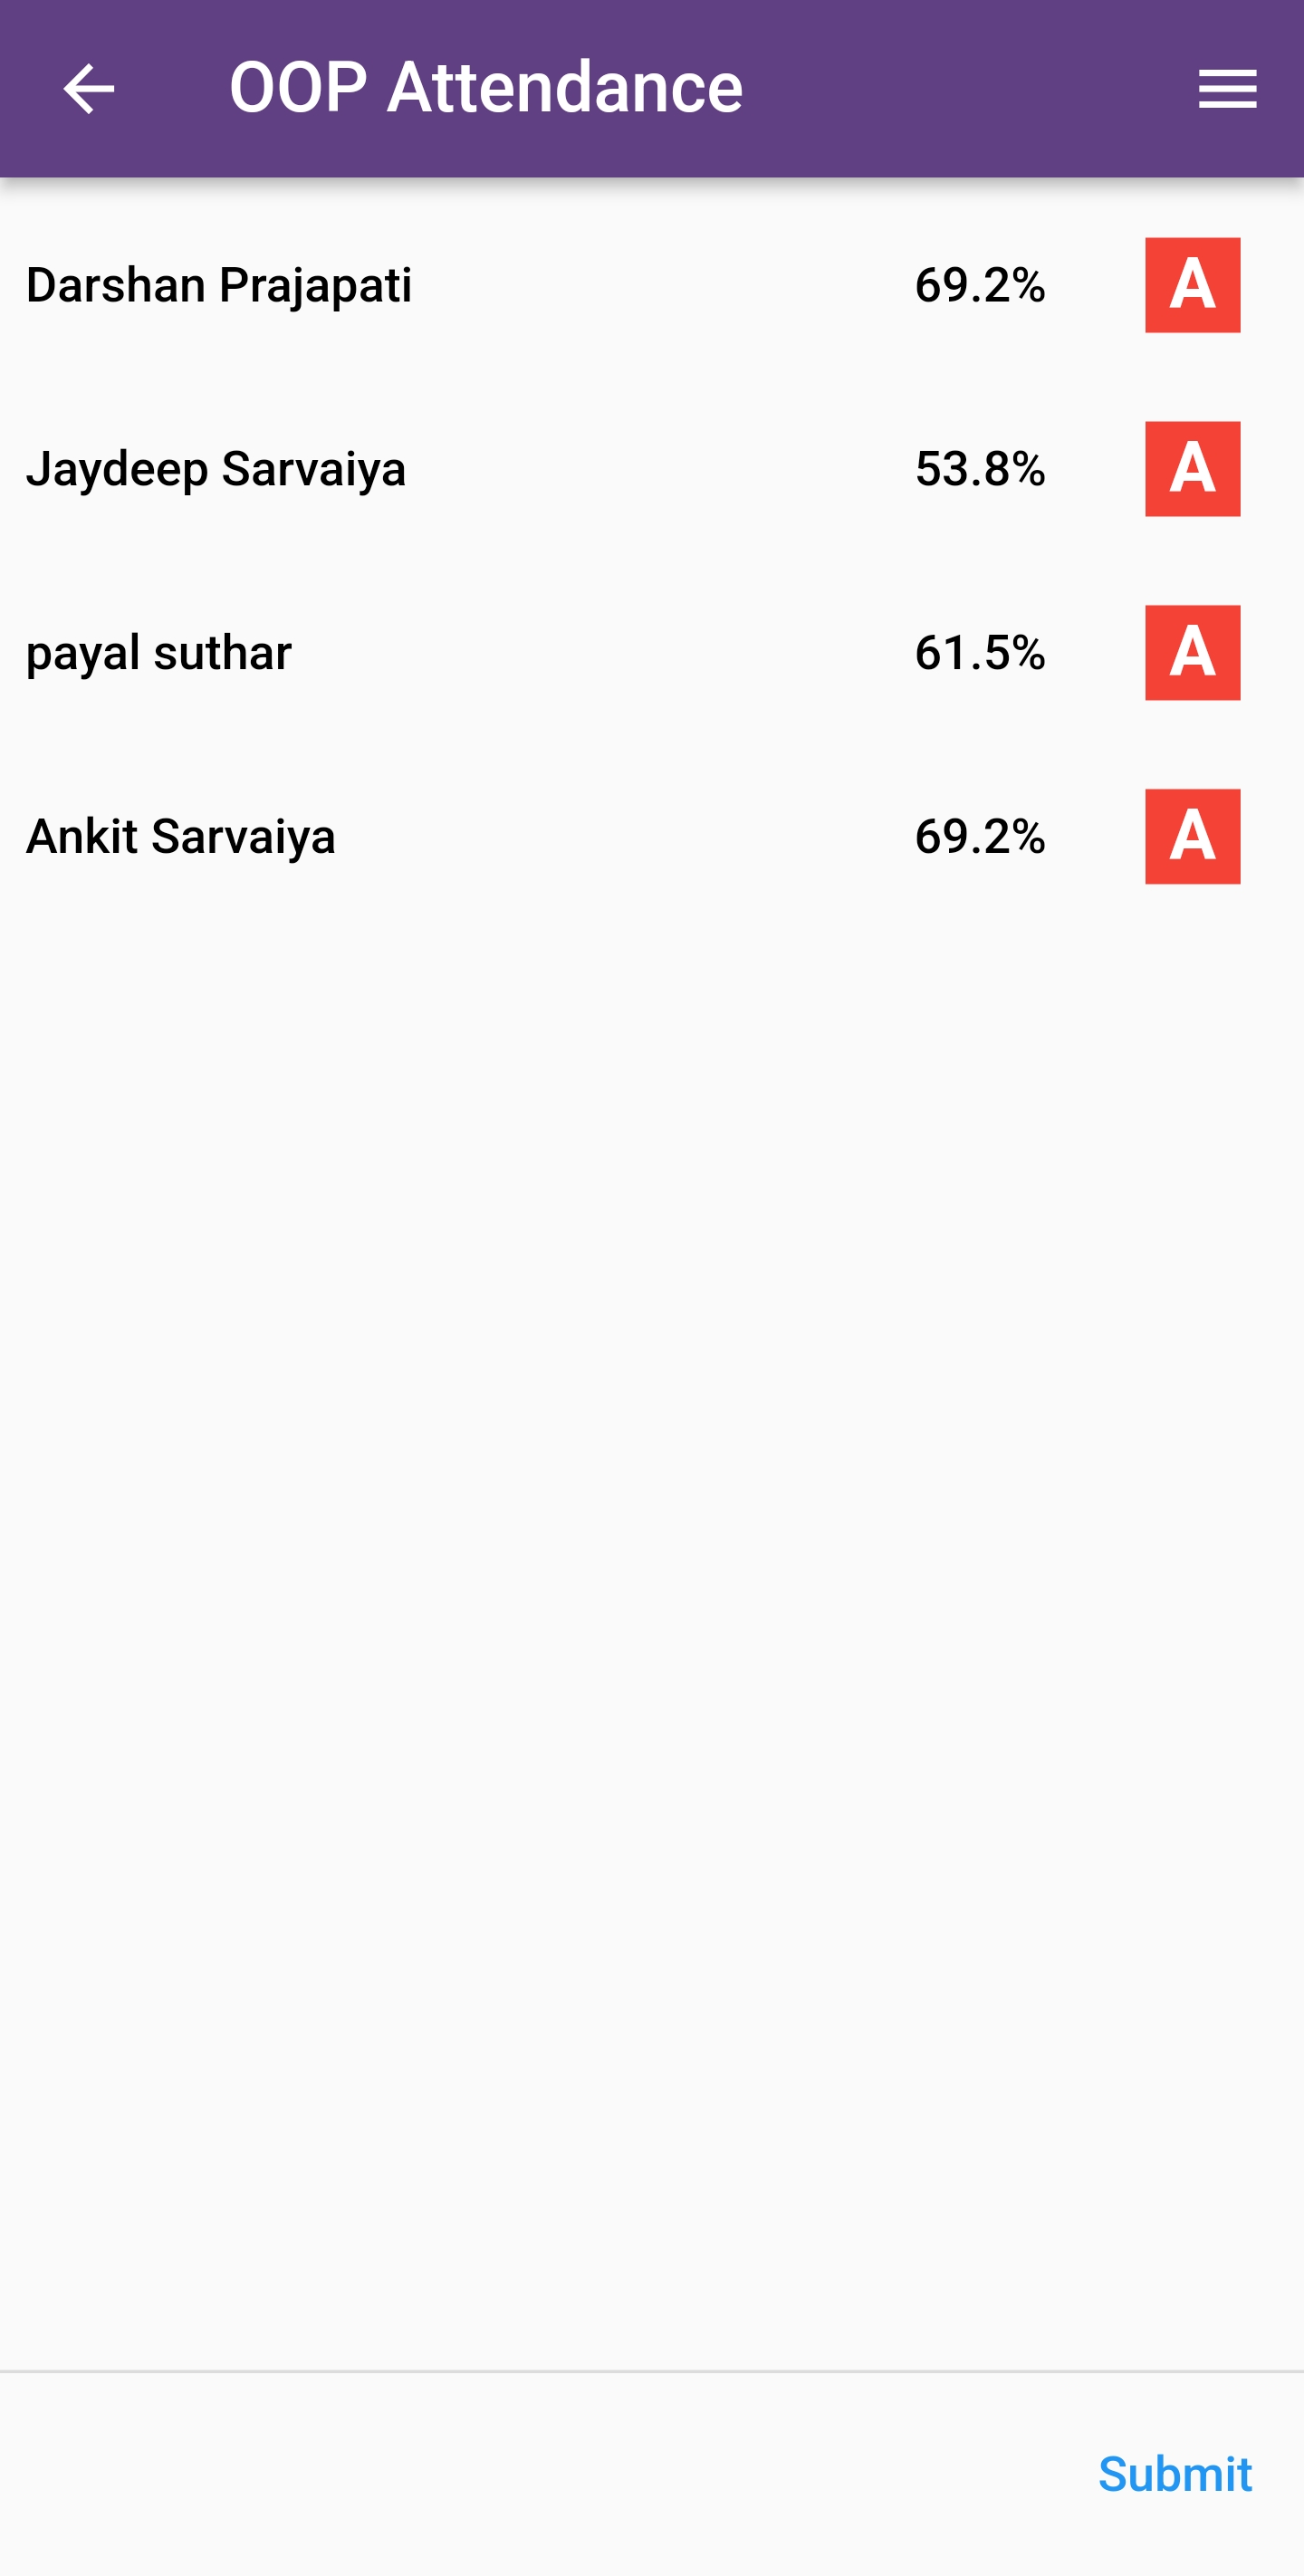 OOP Attendance
Darshan Prajapati 69.2% A
Jaydeep Sarvaiya 53.8% A
payal suthar 61.5% A
Ankit Sarvaiya 69.2% A
Submit